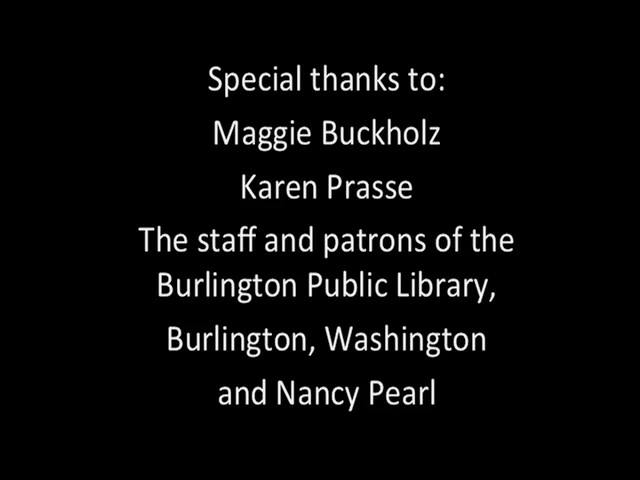 Special thanks to:
Maggie Buckholz
Karen Prasse
The staff and patrons of the
Burlington Public Library,
Burlington, Washington
and Nancy Pearl